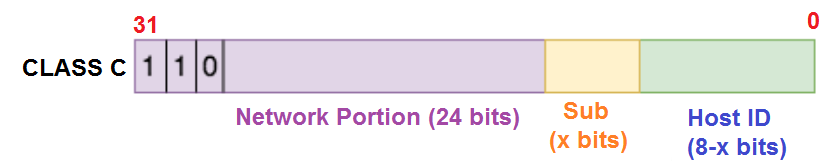 31
0
CLASS C
1 1 0
Network Portion (24 bits)
Sub
(x bits)
Host ID
(8-x bits)